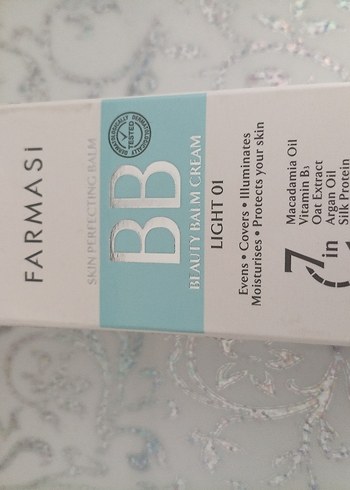 FARMASI
SKIN PERFECTING BALM
DERMATOLOGICALLY
TESTED
DERMATOLOGICALLY
BB
BEAUTY BALM CREAM
LIGHT 01
Evens • Covers • Illuminates
Moisturises • Protects your skin
7
in
Macadamia Oil
Vitamin B₃
Oat Extract
Argan Oil
Silk Protein